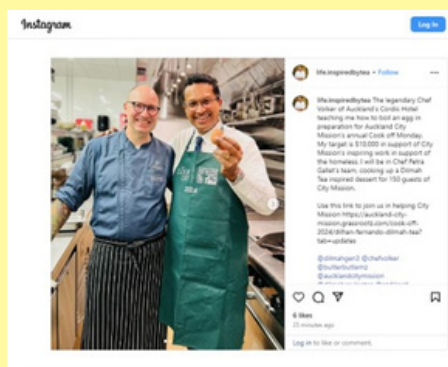 Instagram
Log In
life.inspiredbytea • Follow
life.inspiredbytea The legendary Chef
Volker of Auckland's Cordis Hotel
teaching me how to boil an egg in
preparation for Auckland City
Mission's annual Cook off Monday.
My target is $10,000 in support of City
Mission's inspiring work in support of
the homeless. I will be in Chef Petra
Galler's team; cooking up a Dilmah
Tea inspired dessert for 150 guests of
City Mission.
Use this link to join us in helping City
Mission https://auckland-city-
mission.grassrootz.com/cook-off-
2024/dilhan-fernando-dilmah-tea?
tab=updates
@dilmahgen3 @chefvolker
@butterbutternz
@aucklandcitymission
6 likes
25 minutes ago
Log in to like or comment.